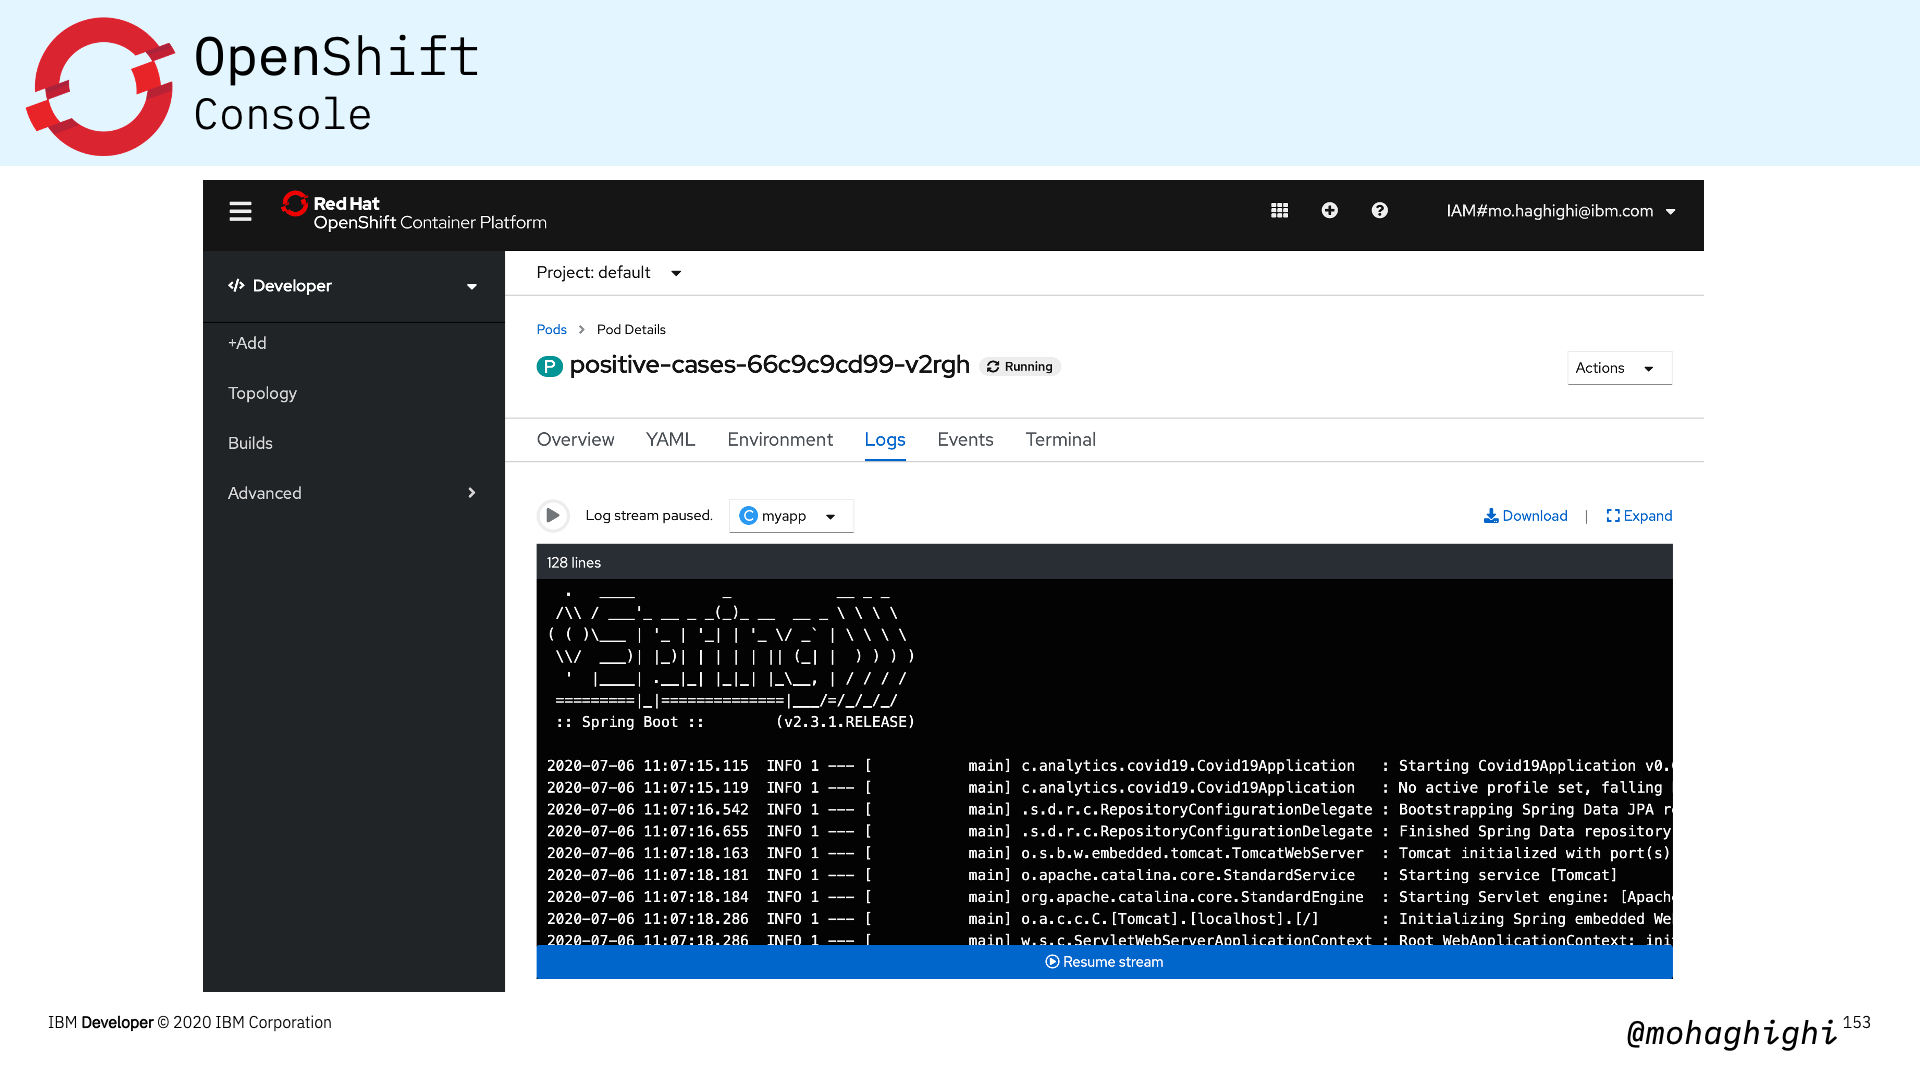 OpenShift
Console
Red Hat
OpenShift Container Platform
IAM#mo.haghighi@ibm.com
Developer
+Add
Topology
Builds
Advanced
Project: default
Pods > Pod Details
P positive-cases-66c9c9cd99-v2rgh Running
Actions
Overview YAML Environment Logs Events Terminal
Log stream paused. C myapp Download | Expand
128 lines
  .   ____          _            __ _ _
 /\\ / ___'_ __ _ _(_)_ __  __ _ \ \ \ \
( ( )\___ | '_ | '_| | '_ \/ _` | \ \ \ \
 \\/  ___)| |_)| | | | | || (_| |  ) ) ) )
  '  |____| .__|_| |_|_| |_\__, | / / / /
 =========|_|==============|___/=/_/_/_/
 :: Spring Boot ::        (v2.3.1.RELEASE)
2020-07-06 11:07:15.115  INFO 1 --- [           main] c.analytics.covid19.Covid19Application   : Starting Covid19Application v0.
2020-07-06 11:07:15.119  INFO 1 --- [           main] c.analytics.covid19.Covid19Application   : No active profile set, falling
2020-07-06 11:07:16.542  INFO 1 --- [           main] .s.d.r.c.RepositoryConfigurationDelegate : Bootstrapping Spring Data JPA r
2020-07-06 11:07:16.655  INFO 1 --- [           main] .s.d.r.c.RepositoryConfigurationDelegate : Finished Spring Data repository
2020-07-06 11:07:18.163  INFO 1 --- [           main] o.s.b.w.embedded.tomcat.TomcatWebServer  : Tomcat initialized with port(s)
2020-07-06 11:07:18.181  INFO 1 --- [           main] o.apache.catalina.core.StandardService   : Starting service [Tomcat]
2020-07-06 11:07:18.184  INFO 1 --- [           main] org.apache.catalina.core.StandardEngine  : Starting Servlet engine: [Apach
2020-07-06 11:07:18.286  INFO 1 --- [           main] o.a.c.c.C.[Tomcat].[localhost].[/]       : Initializing Spring embedded We
2020-07-06 11:07:18.286  INFO 1 --- [           main] w.s.c.ServletWebServerApplicationContext : Root WebApplicationContext: ini
Resume stream
IBM Developer © 2020 IBM Corporation
@mohaghighi 153